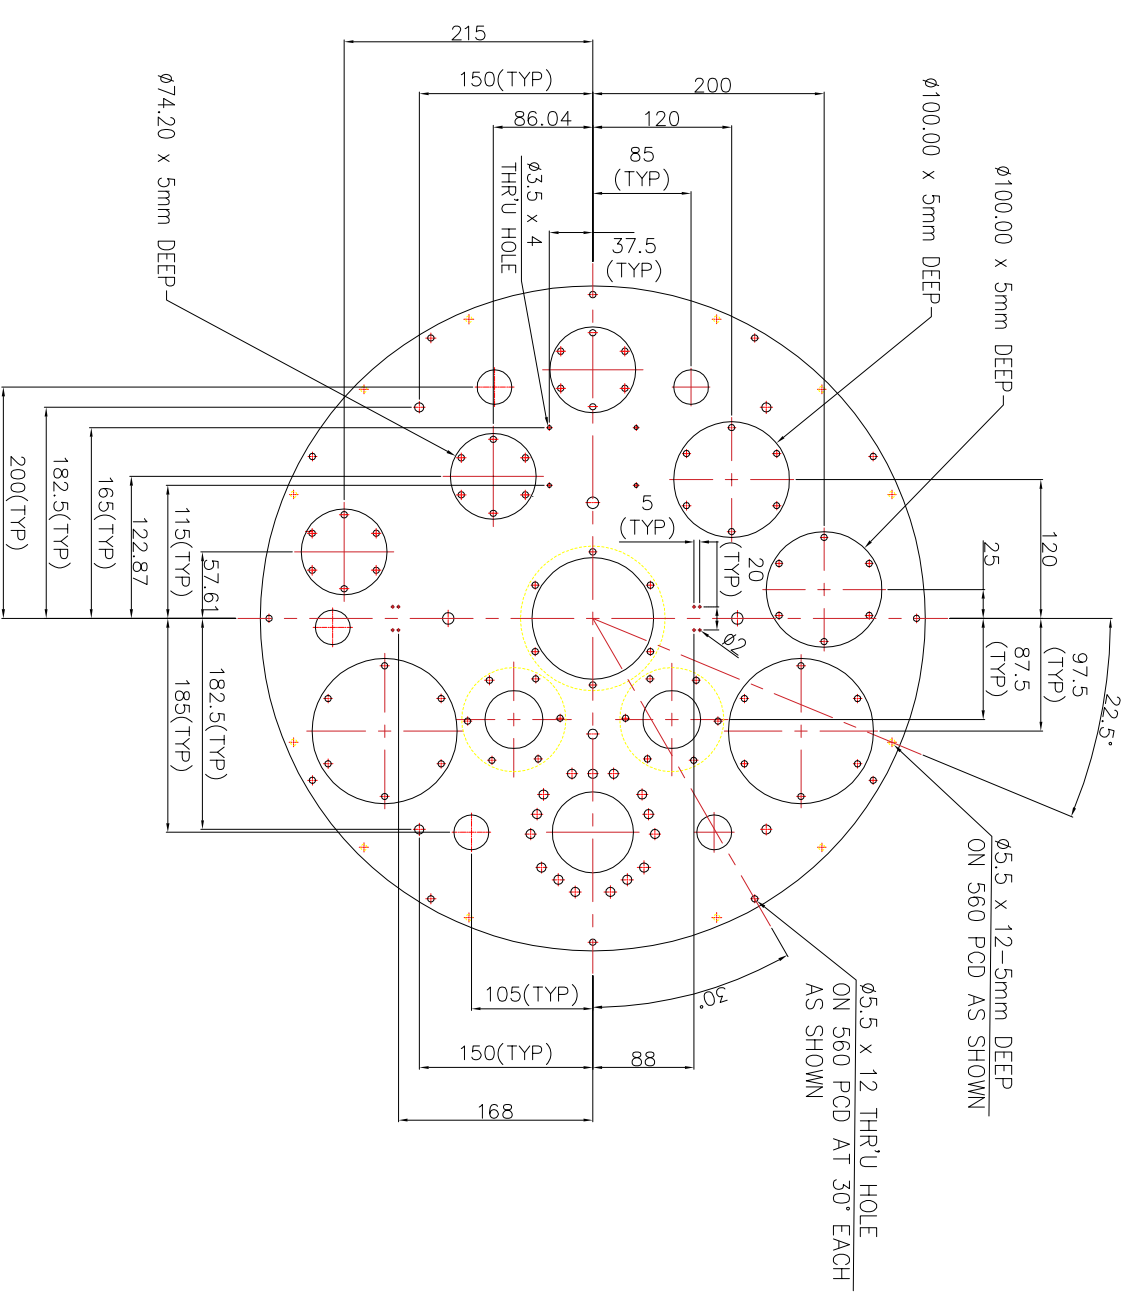 215
150(TYP)
200
86.04
120
85
(TYP)
37.5
(TYP)
Ø74.20 x 5mm DEEP
Ø3.5 x 4
THR'U HOLE
Ø100.00 x 5mm DEEP
Ø100.00 x 5mm DEEP
5
(TYP)
20
(TYP)
Ø2
120
25
87.5
(TYP)
97.5
(TYP)
22.5°
200(TYP)
182.5(TYP)
165(TYP)
122.87
115(TYP)
57.61
182.5(TYP)
185(TYP)
Ø5.5 x 12-5mm DEEP
ON 560 PCD AS SHOWN
Ø5.5 x 12 THR'U HOLE
ON 560 PCD AT 30° EACH
AS SHOWN
30°
105(TYP)
150(TYP)
88
168